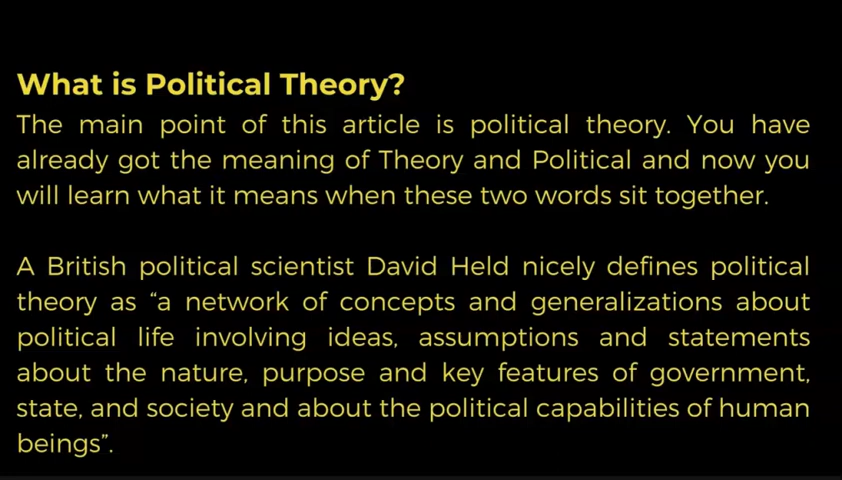 What is Political Theory?
The main point of this article is political theory. You have
already got the meaning of Theory and Political and now you
will learn what it means when these two words sit together.
A British political scientist David Held nicely defines political
theory as “a network of concepts and generalizations about
political life involving ideas, assumptions and statements
about the nature, purpose and key features of government,
state, and society and about the political capabilities of human
beings”.